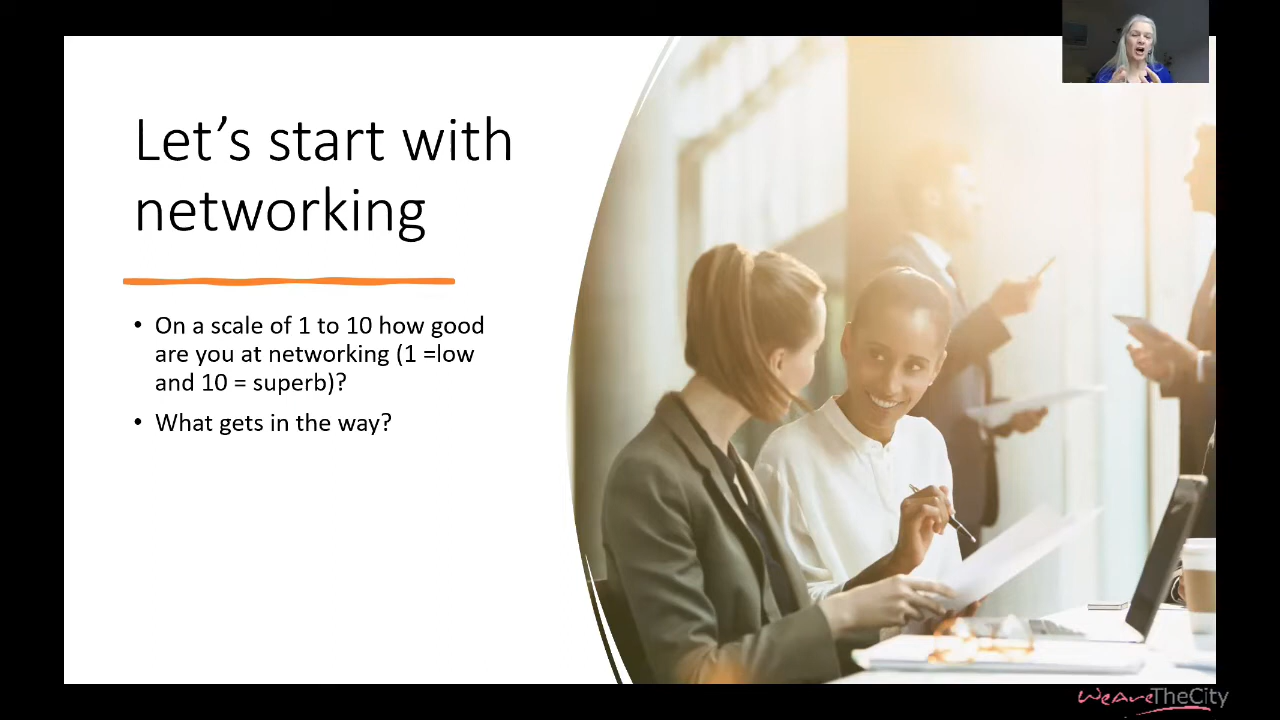 Let’s start with
networking
• On a scale of 1 to 10 how good
are you at networking (1 =low
and 10 = superb)?
• What gets in the way?
WeAreTheCity